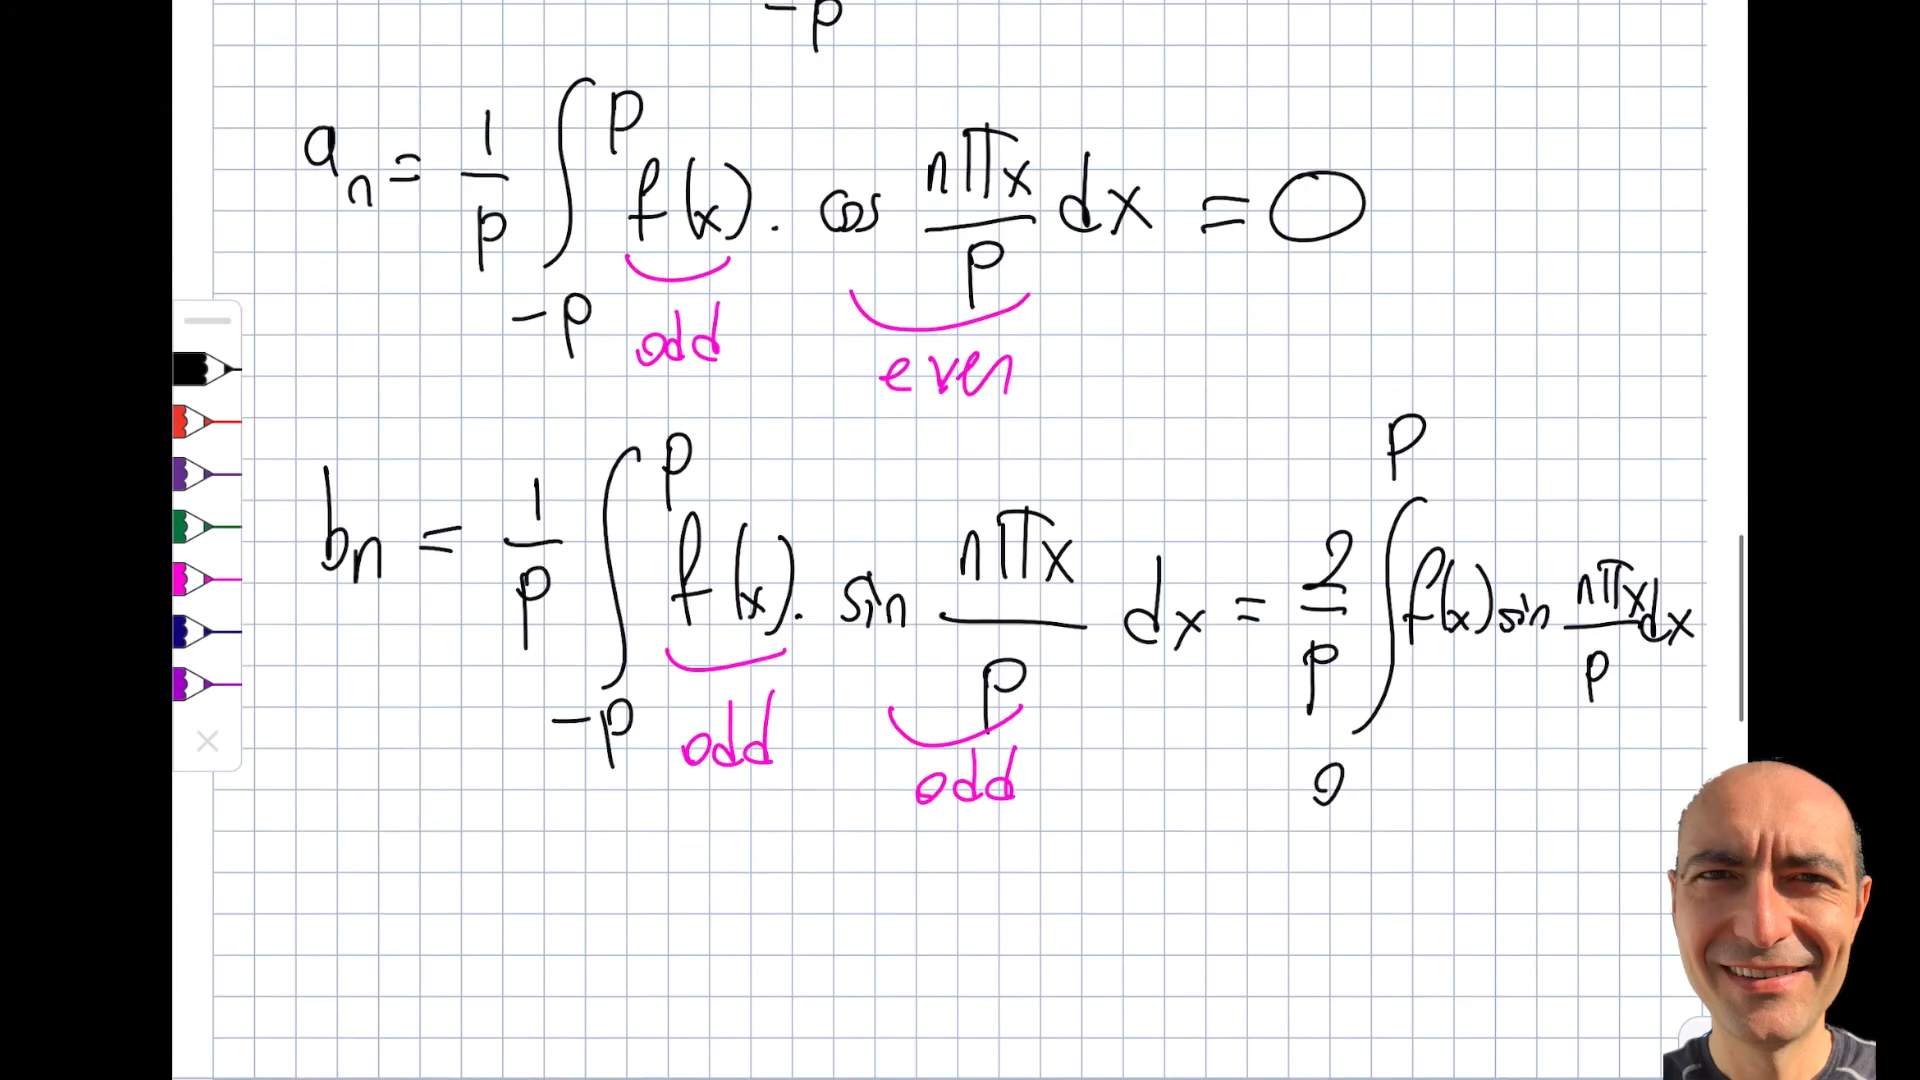 -p
aₙ = 1/p ∫_{-p}^{p} f(x) · cos nπx/p dx = 0
odd even
bₙ = 1/p ∫_{-p}^{p} f(x) · sin nπx/p dx = 2/p ∫_{0}^{p} f(x) sin nπx/p dx
odd odd